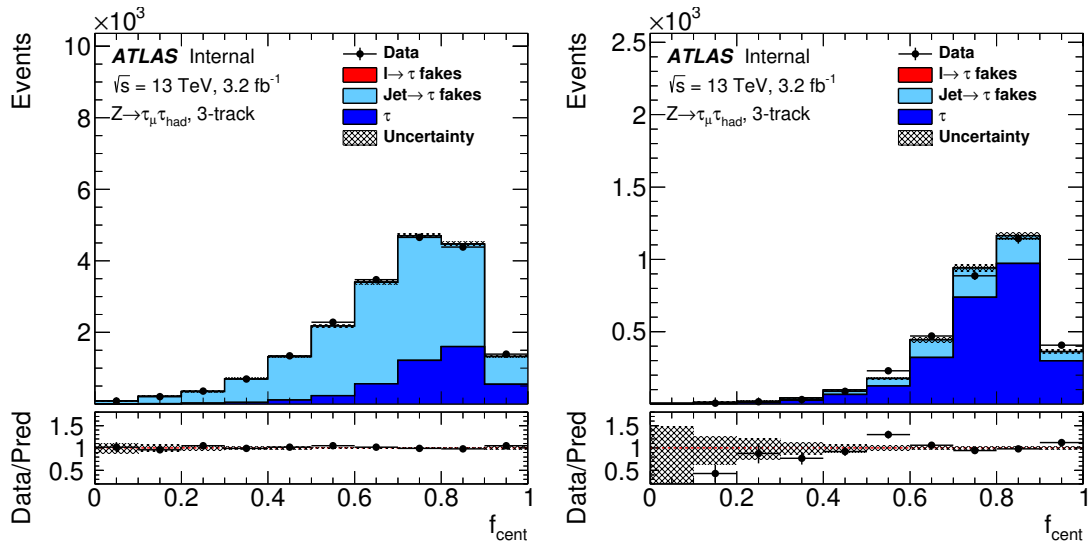 ×10³
Events
10
8
6
4
2
ATLAS Internal
√s = 13 TeV, 3.2 fb⁻¹
Z→τ_μτ_had, 3-track
Data
l→τ fakes
Jet→τ fakes
τ
Uncertainty
Data/Pred
1.5
1
0.5
0 0.2 0.4 0.6 0.8 1
f_cent
×10³
Events
2.5
2
1.5
1
0.5
ATLAS Internal
√s = 13 TeV, 3.2 fb⁻¹
Z→τ_μτ_had, 3-track
Data
l→τ fakes
Jet→τ fakes
τ
Uncertainty
Data/Pred
1.5
1
0.5
0 0.2 0.4 0.6 0.8 1
f_cent